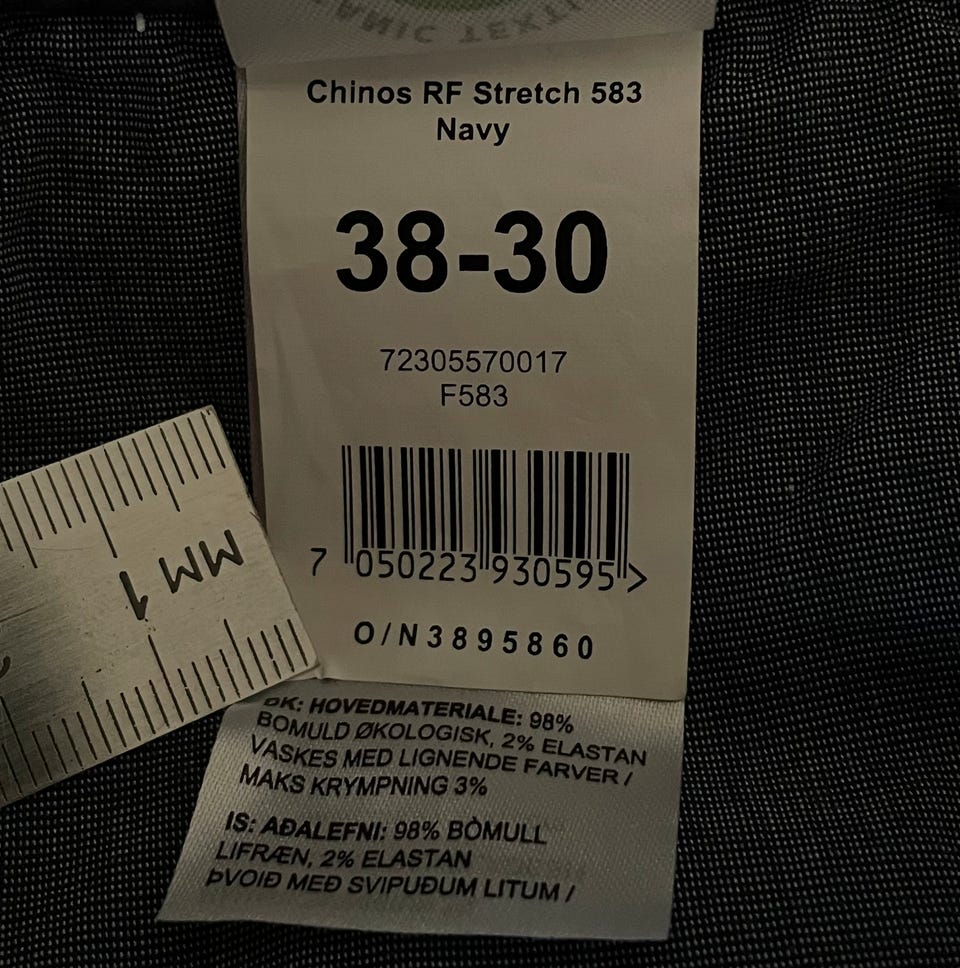 Chinos RF Stretch 583
Navy
38-30
72305570017
F583
7 050223 930595 >
O/N3895860
MM 1
DK: HOVEDMATERIALE: 98%
BOMULD ØKOLOGISK, 2% ELASTAN
VASKES MED LIGNENDE FARVER /
MAKS KRYMPNING 3%
IS: AÐALEFNI: 98% BÒMULL
LIFRÆN, 2% ELASTAN
ÞVOIÐ MEÐ SVIPUÐUM LITUM /